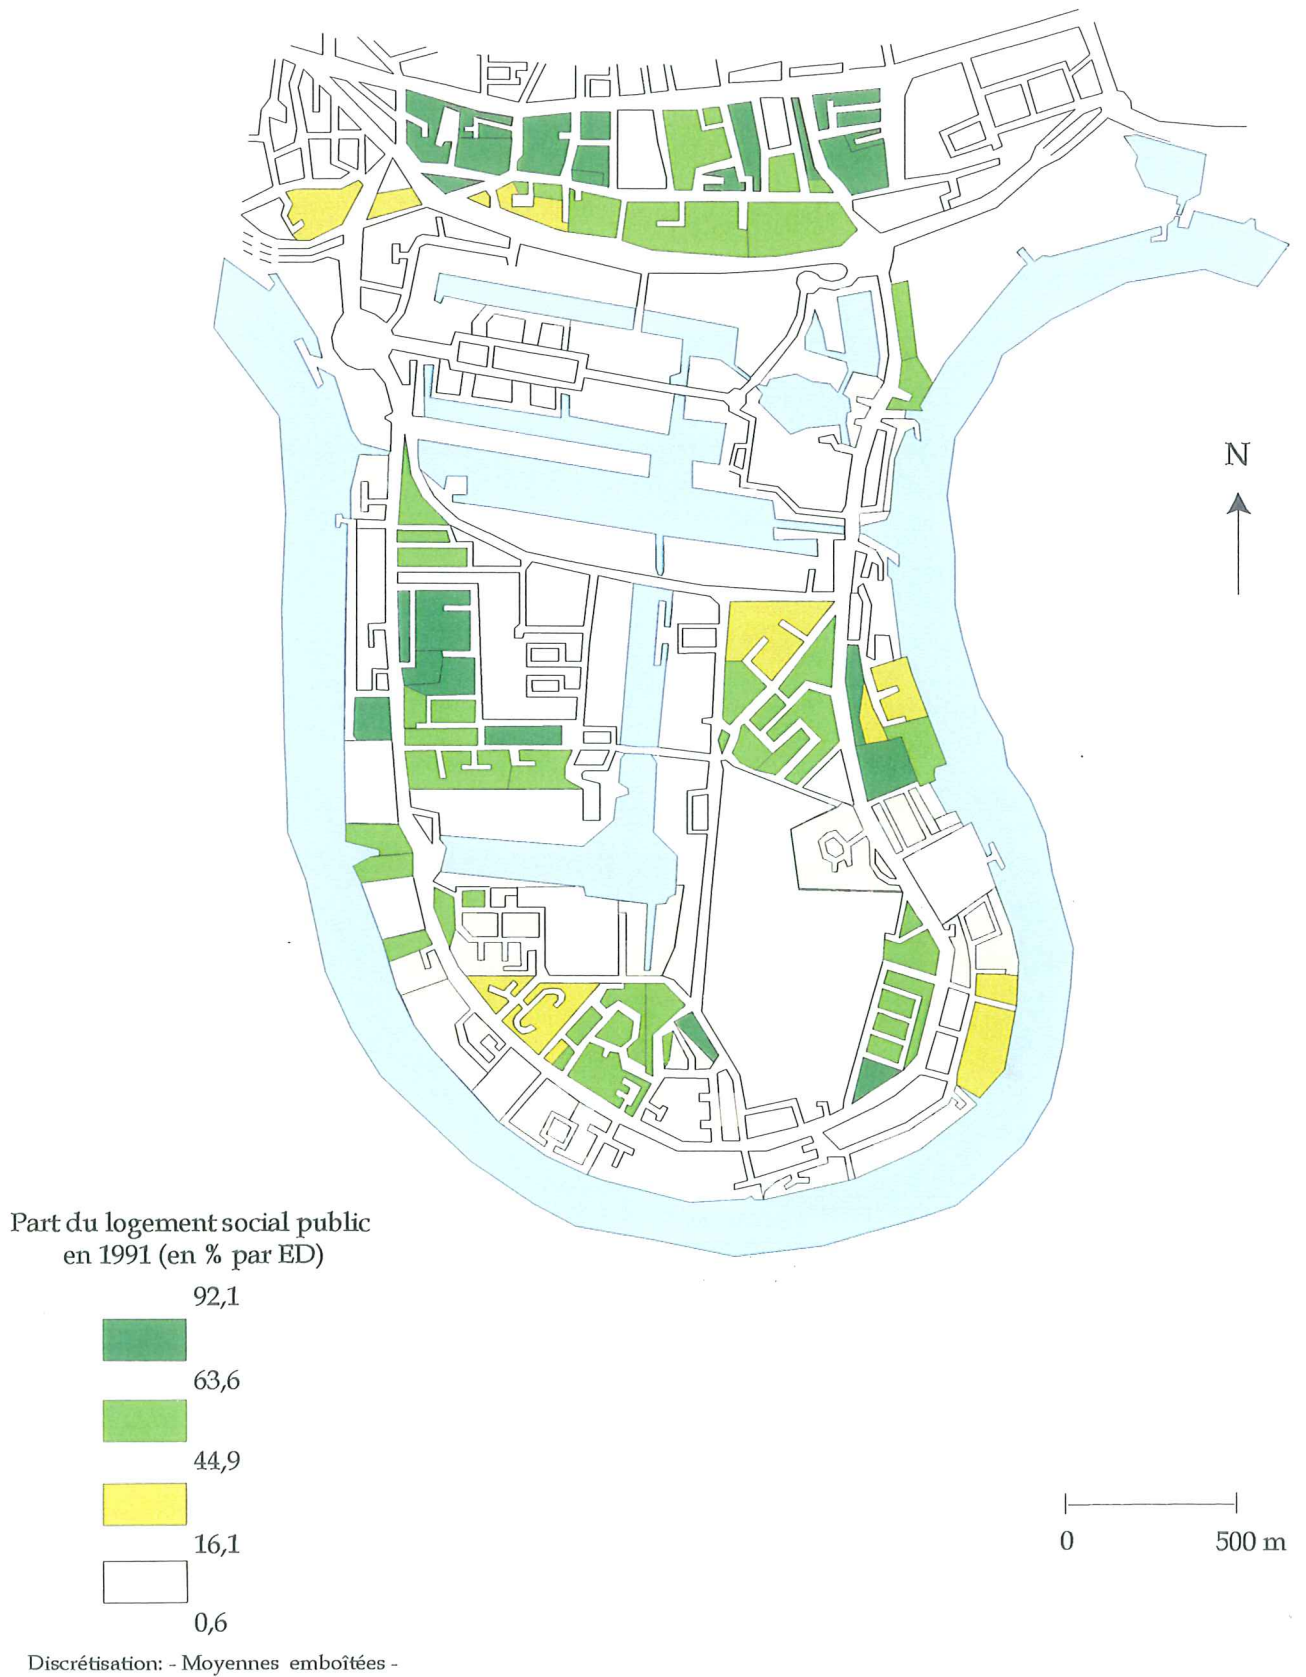 N
Part du logement social public
en 1991 (en % par ED)
92,1
63,6
44,9
16,1
0,6
0
500 m
Discrétisation: - Moyennes emboîtées -